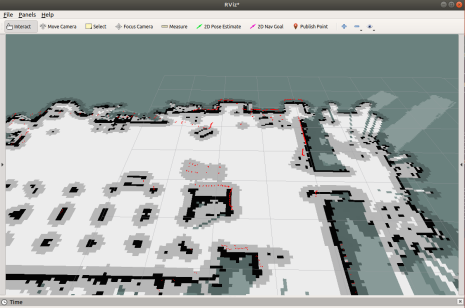 RViz*
File Panels Help
Interact Move Camera Select Focus Camera Measure 2D Pose Estimate 2D Nav Goal Publish Point
Time